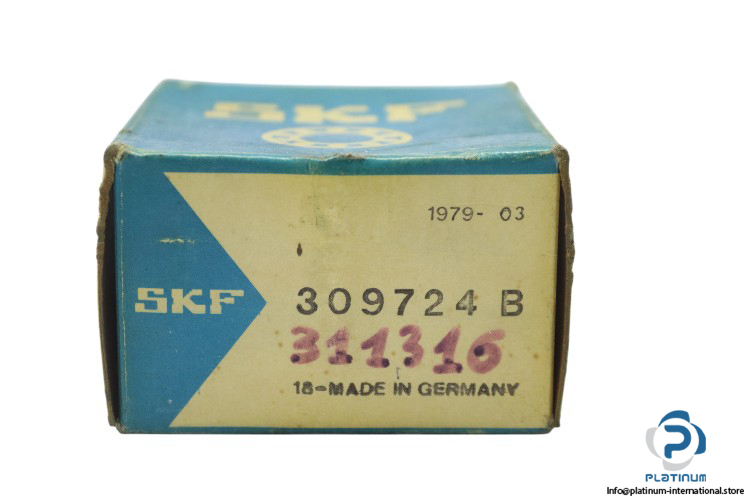 SKF
1979- 03
SKF
309724 B
311316
18-MADE IN GERMANY
PLATINUM
Info@platinum-international.store